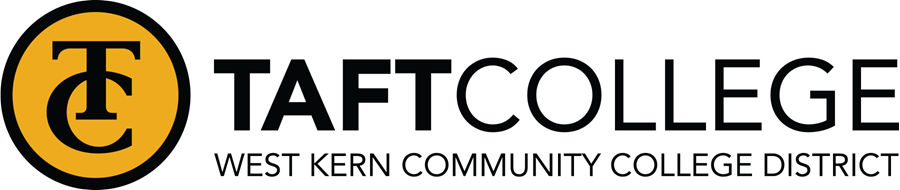 TC
TAFTCOLLEGE
WEST KERN COMMUNITY COLLEGE DISTRICT